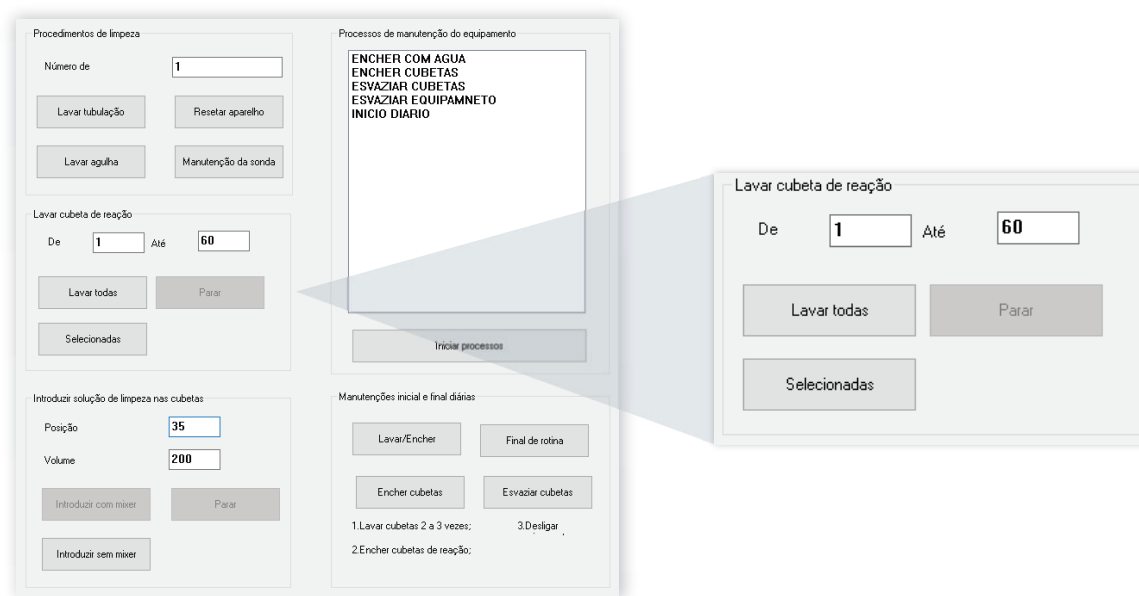 Procedimentos de limpeza
Número de 1
Lavar tubulação Resetar aparelho
Lavar agulha Manutenção da sonda
Lavar cubeta de reação
De 1 Até 60
Lavar todas Parar
Selecionadas
Introduzir solução de limpeza nas cubetas
Posição 35
Volume 200
Introduzir com mixer Parar
Introduzir sem mixer
Processos de manutenção do equipamento
ENCHER COM AGUA
ENCHER CUBETAS
ESVAZIAR CUBETAS
ESVAZIAR EQUIPAMNETO
INICIO DIARIO
Iniciar processos
Manutenções inicial e final diárias
Lavar/Encher Final de rotina
Encher cubetas Esvaziar cubetas
1.Lavar cubetas 2 a 3 vezes; 3.Desligar
2.Encher cubetas de reação;
Lavar cubeta de reação
De 1 Até 60
Lavar todas Parar
Selecionadas